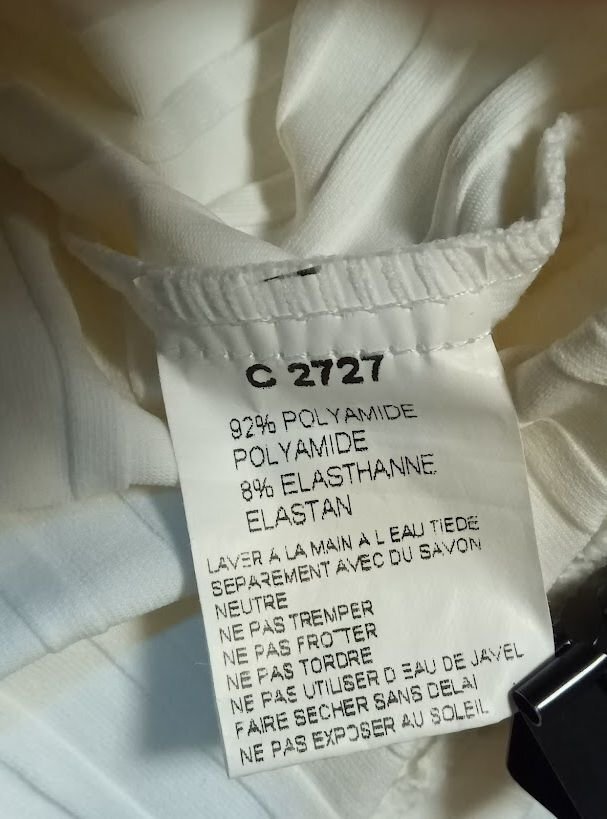 C 2727
92% POLYAMIDE
POLYAMIDE
8% ELASTHANNE
ELASTAN
LAVER A LA MAIN A L EAU TIEDE
SEPAREMENT AVEC DU SAVON
NEUTRE
NE PAS TREMPER
NE PAS FROTTER
NE PAS TORDRE
NE PAS UTILISER D EAU DE JAVEL
FAIRE SECHER SANS DELAI
NE PAS EXPOSER AU SOLEIL